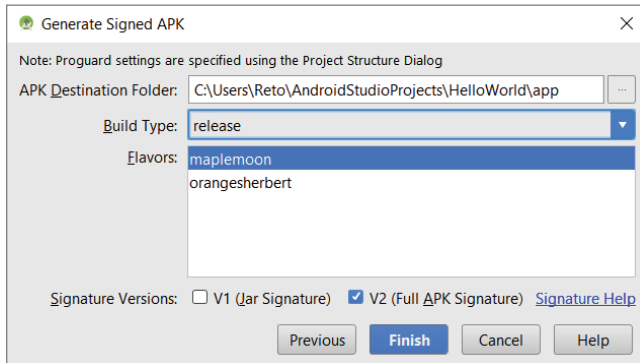 Generate Signed APK
Note: Proguard settings are specified using the Project Structure Dialog
APK Destination Folder: C:\Users\Reto\AndroidStudioProjects\HelloWorld\app ...
Build Type: release
Flavors: maplemoon
orangesherbert
Signature Versions: V1 (Jar Signature) V2 (Full APK Signature) Signature Help
Previous Finish Cancel Help